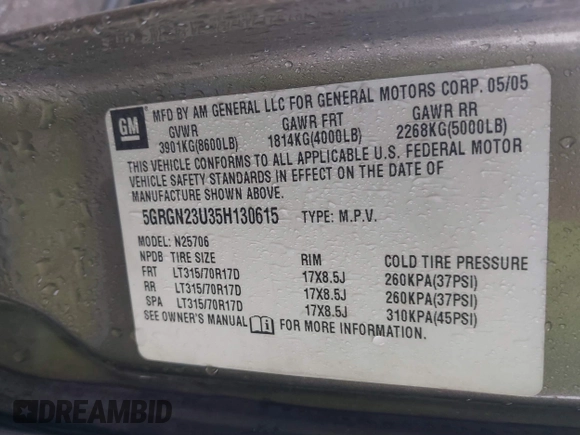 GM
MFD BY AM GENERAL LLC FOR GENERAL MOTORS CORP. 05/05
GVWR GAWR FRT GAWR RR
3901KG(8600LB) 1814KG(4000LB) 2268KG(5000LB)
THIS VEHICLE CONFORMS TO ALL APPLICABLE U.S. FEDERAL MOTOR
VEHICLE SAFETY STANDARDS IN EFFECT ON THE DATE OF
MANUFACTURE SHOWN ABOVE.
5GRGN23U35H130615 TYPE: M.P.V.
MODEL: N25706
NPDB TIRE SIZE RIM COLD TIRE PRESSURE
FRT LT315/70R17D 17X8.5J 260KPA(37PSI)
RR LT315/70R17D 17X8.5J 260KPA(37PSI)
SPA LT315/70R17D 17X8.5J 310KPA(45PSI)
SEE OWNER'S MANUAL FOR MORE INFORMATION.
DREAMBID